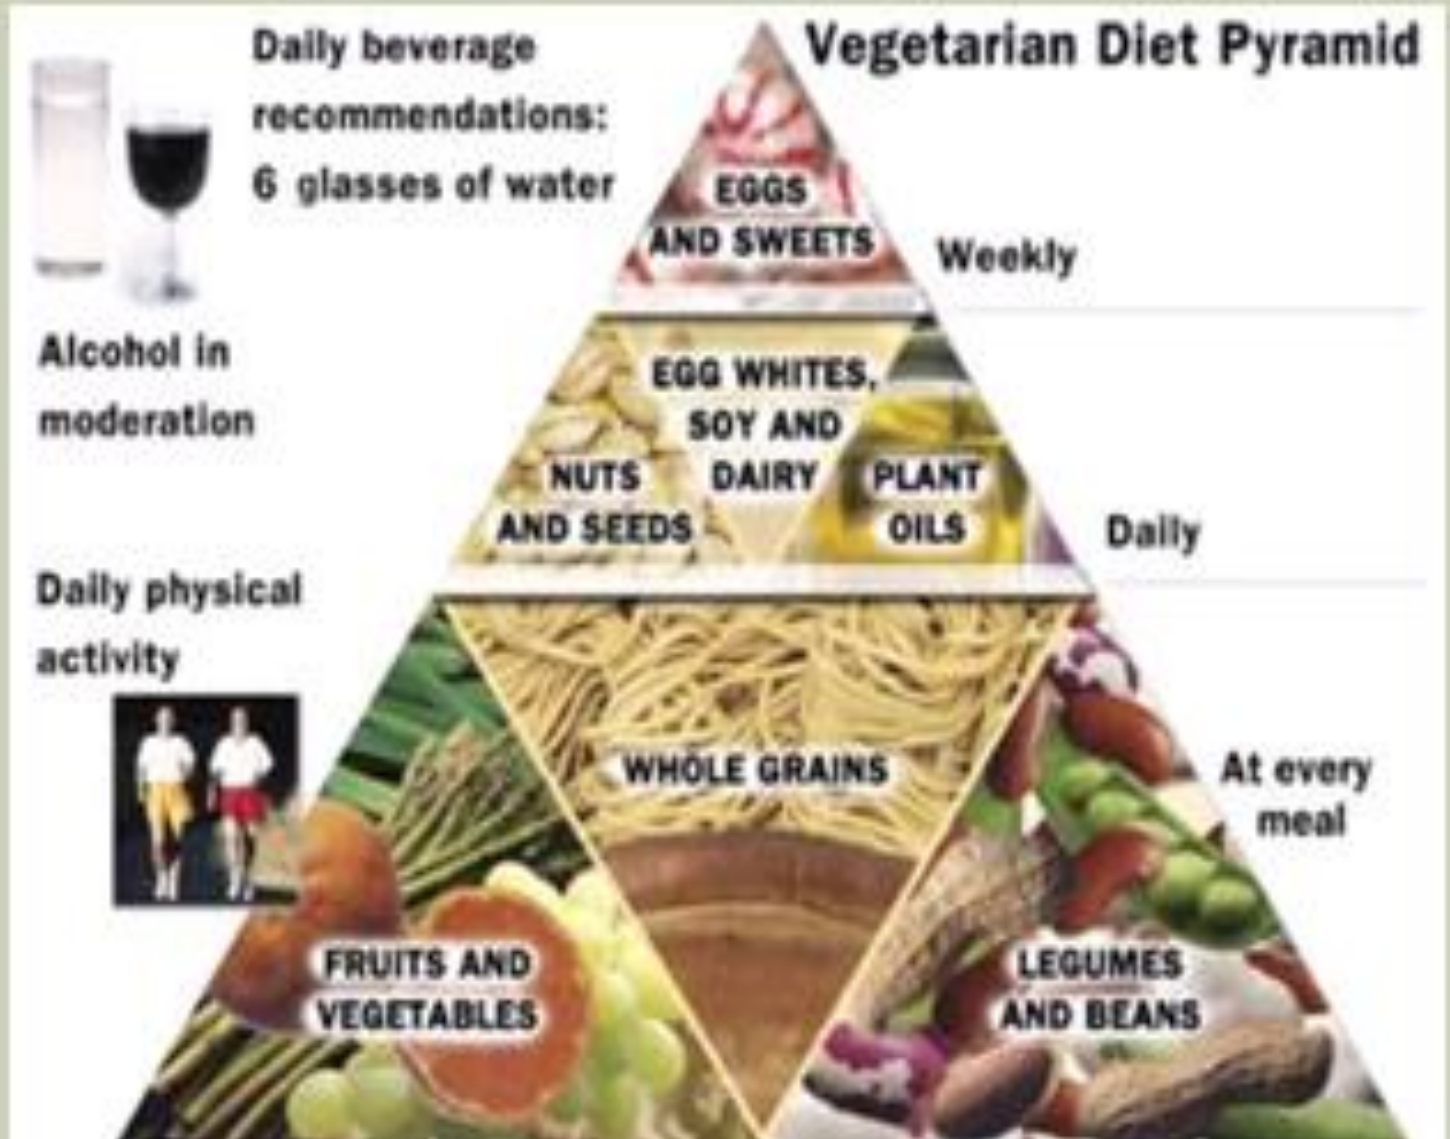 Vegetarian Diet Pyramid
Daily beverage
recommendations:
6 glasses of water
Alcohol in
moderation
Daily physical
activity
EGGS
AND SWEETS
Weekly
EGG WHITES,
SOY AND
DAIRY
NUTS
AND SEEDS
PLANT
OILS
Daily
WHOLE GRAINS
At every
meal
FRUITS AND
VEGETABLES
LEGUMES
AND BEANS